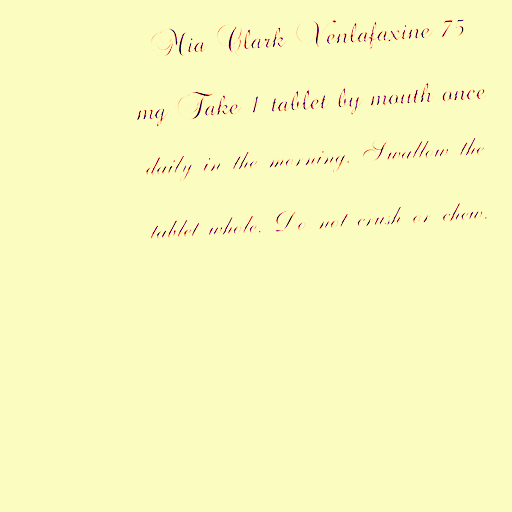 Mia Clark Venlafaxine 75
mg Take 1 tablet by mouth once
daily in the morning. Swallow the
tablet whole. Do not crush or chew.